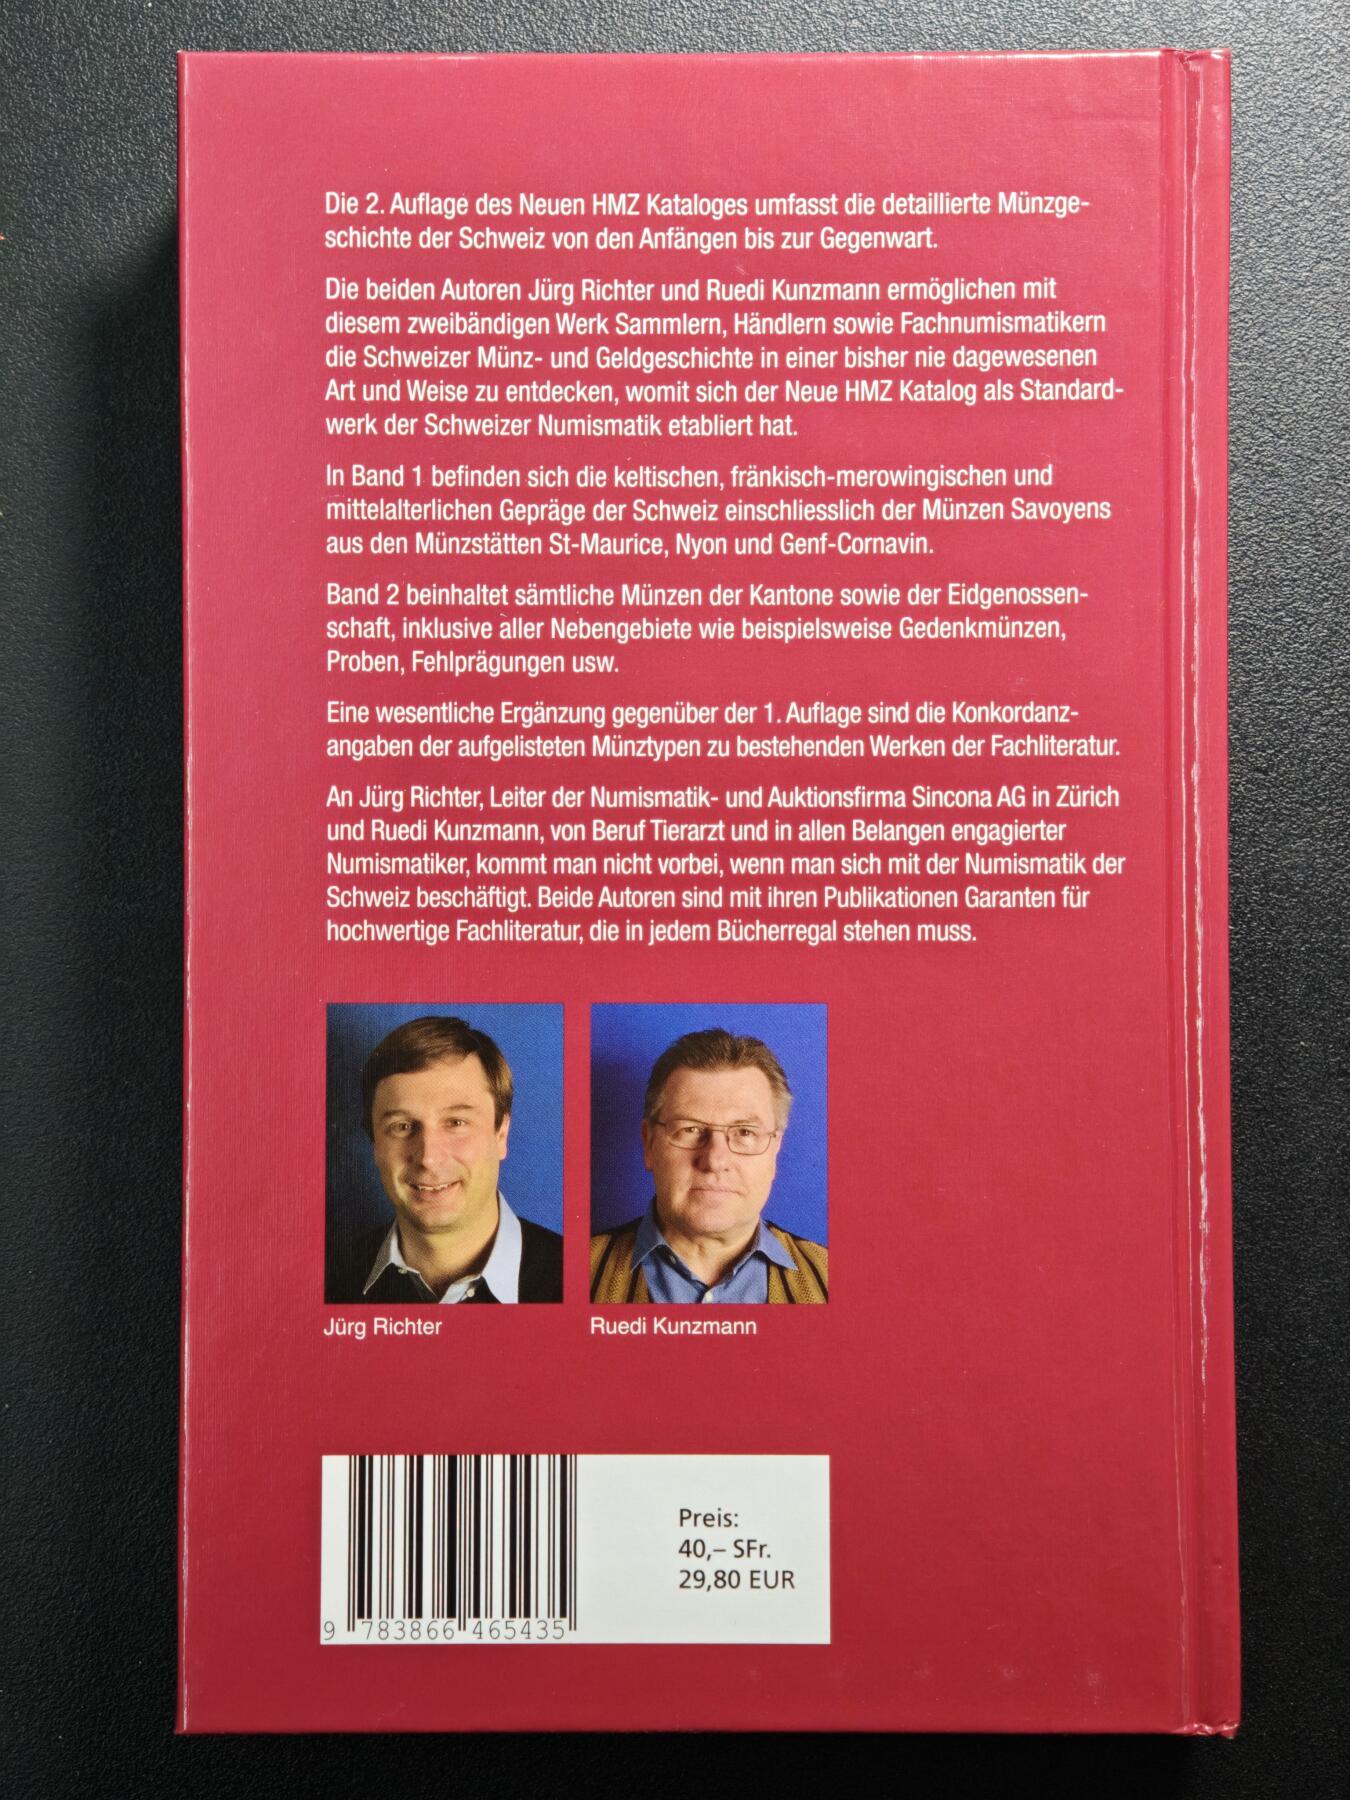 Die 2. Auflage des Neuen HMZ Kataloges umfasst die detaillierte Münzge-
schichte der Schweiz von den Anfängen bis zur Gegenwart.
Die beiden Autoren Jürg Richter und Ruedi Kunzmann ermöglichen mit
diesem zweibändigen Werk Sammlern, Händlern sowie Fachnumismatikern
die Schweizer Münz- und Geldgeschichte in einer bisher nie dagewesenen
Art und Weise zu entdecken, womit sich der Neue HMZ Katalog als Standard-
werk der Schweizer Numismatik etabliert hat.
In Band 1 befinden sich die keltischen, fränkisch-merowingischen und
mittelalterlichen Gepräge der Schweiz einschliesslich der Münzen Savoyens
aus den Münzstätten St-Maurice, Nyon und Genf-Cornavin.
Band 2 beinhaltet sämtliche Münzen der Kantone sowie der Eidgenossen-
schaft, inklusive aller Nebengebiete wie beispielsweise Gedenkmünzen,
Proben, Fehlprägungen usw.
Eine wesentliche Ergänzung gegenüber der 1. Auflage sind die Konkordanz-
angaben der aufgelisteten Münztypen zu bestehenden Werken der Fachliteratur.
An Jürg Richter, Leiter der Numismatik- und Auktionsfirma Sincona AG in Zürich
und Ruedi Kunzmann, von Beruf Tierarzt und in allen Belangen engagierter
Numismatiker, kommt man nicht vorbei, wenn man sich mit der Numismatik der
Schweiz beschäftigt. Beide Autoren sind mit ihren Publikationen Garanten für
hochwertige Fachliteratur, die in jedem Bücherregal stehen muss.
Jürg Richter
Ruedi Kunzmann
Preis:
40,– SFr.
29,80 EUR
9 783866 465435